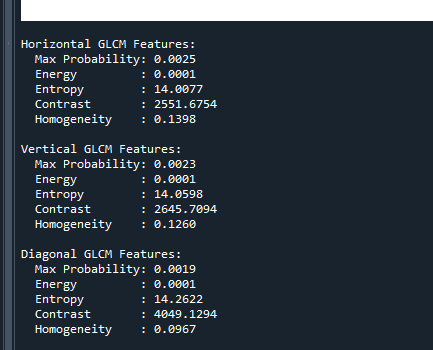 Horizontal GLCM Features:
  Max Probability: 0.0025
  Energy         : 0.0001
  Entropy        : 14.0077
  Contrast       : 2551.6754
  Homogeneity    : 0.1398

Vertical GLCM Features:
  Max Probability: 0.0023
  Energy         : 0.0001
  Entropy        : 14.0598
  Contrast       : 2645.7094
  Homogeneity    : 0.1260

Diagonal GLCM Features:
  Max Probability: 0.0019
  Energy         : 0.0001
  Entropy        : 14.2622
  Contrast       : 4049.1294
  Homogeneity    : 0.0967